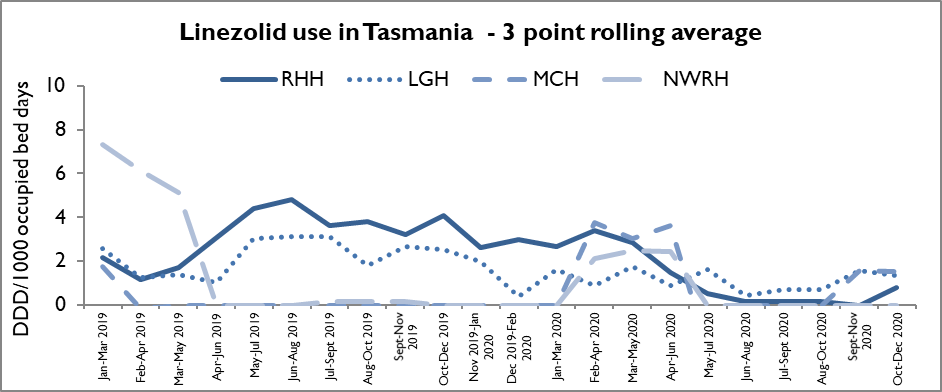 Linezolid use in Tasmania - 3 point rolling average
RHH LGH MCH NWRH
DDD/1000 occupied bed days
10
8
6
4
2
0
Jan-Mar 2019
Feb-Apr 2019
Mar-May 2019
Apr-Jun 2019
May-Jul 2019
Jun-Aug 2019
Jul-Sept 2019
Aug-Oct 2019
Sept-Nov
2019
Oct-Dec 2019
Nov 2019-Jan
2020
Dec 2019-Feb
2020
Jan-Mar 2020
Feb-Apr 2020
Mar-May 2020
Apr-Jun 2020
May-Jul 2020
Jun-Aug 2020
Jul-Sept 2020
Aug-Oct 2020
Sept-Nov
2020
Oct-Dec 2020